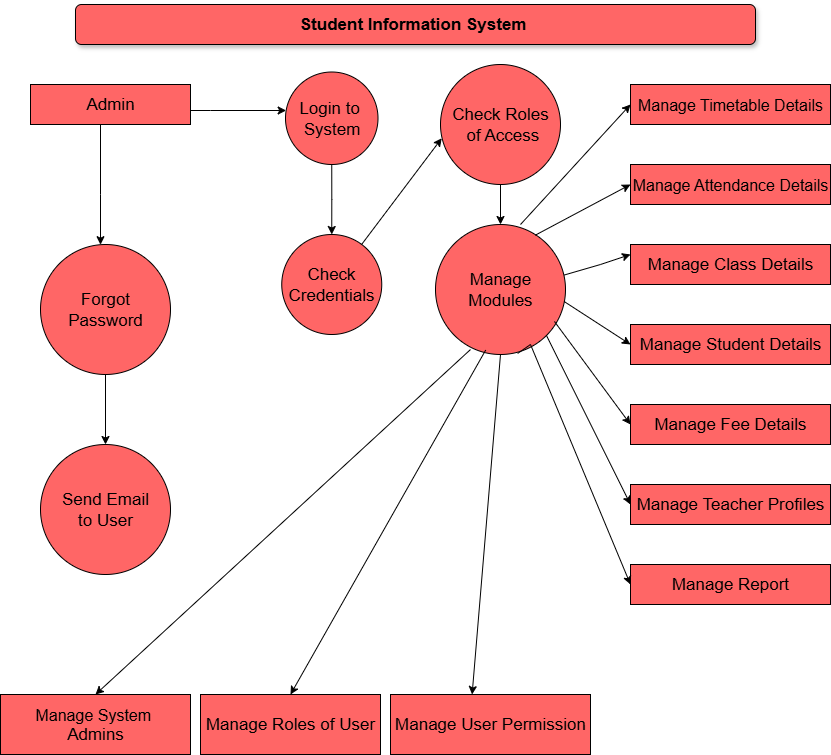 Student Information System
Admin
Login to
System
Check Roles
of Access
Manage Timetable Details
Manage Attendance Details
Forgot
Password
Check
Credentials
Manage
Modules
Manage Class Details
Manage Student Details
Manage Fee Details
Send Email
to User
Manage Teacher Profiles
Manage Report
Manage System
Admins
Manage Roles of User
Manage User Permission